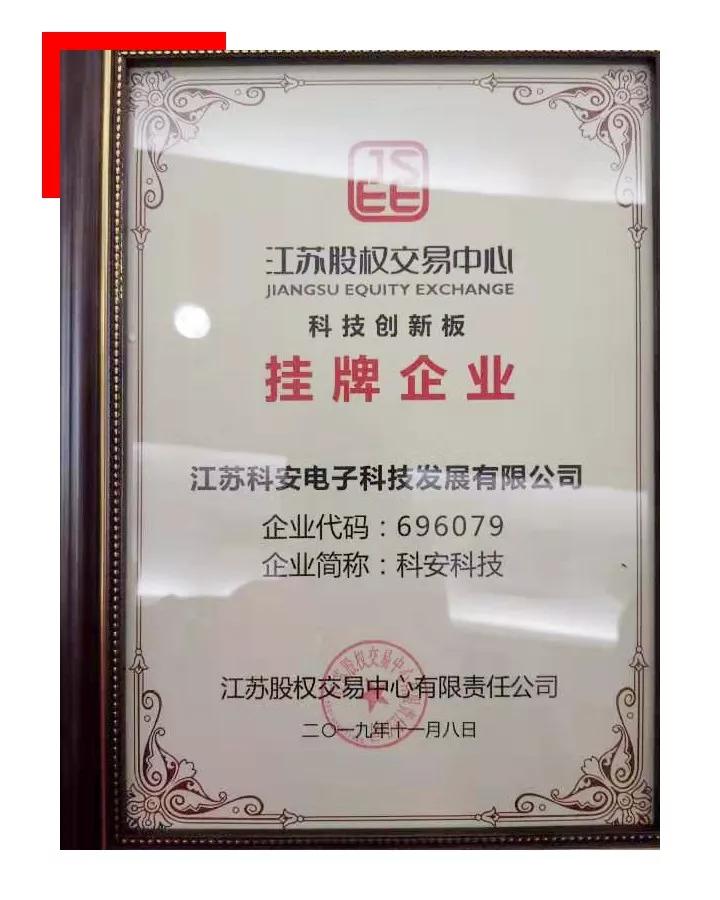 江苏股权交易中心
JIANGSU EQUITY EXCHANGE
科技创新板
挂牌企业
江苏科安电子科技发展有限公司
企业代码：696079
企业简称：科安科技
江苏股权交易中心有限责任公司
二〇一九年十一月八日